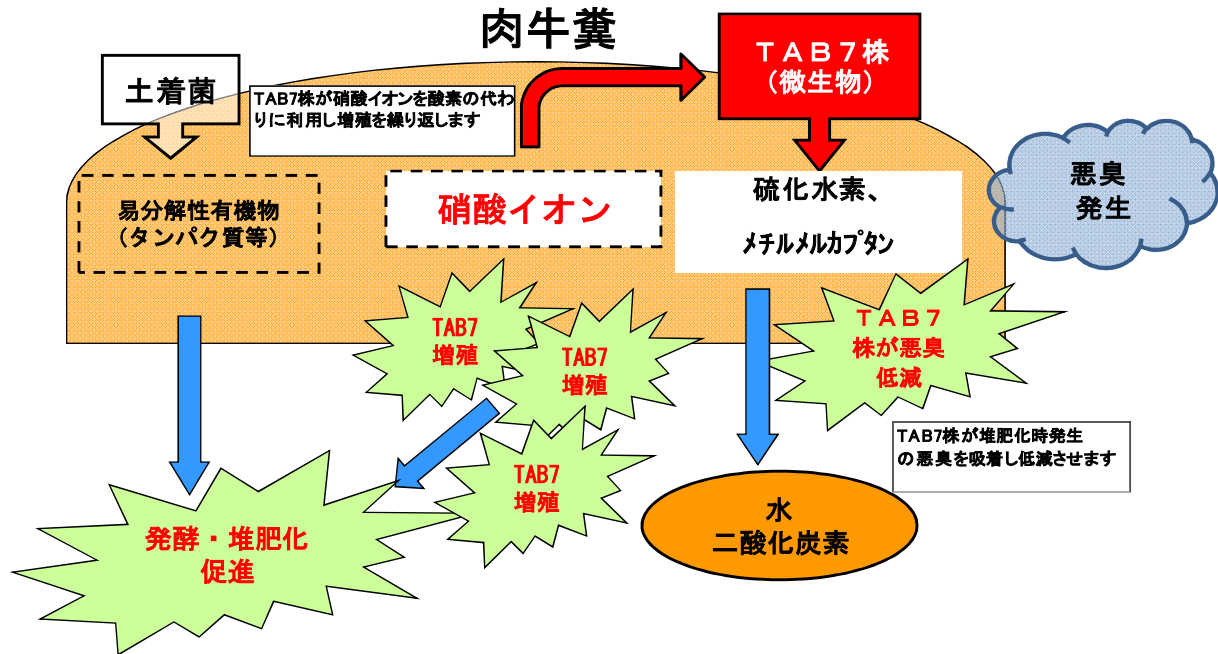 肉牛糞
土着菌
TAB7株が硝酸イオンを酸素の代わ
りに利用し増殖を繰り返します
ＴＡＢ７株
（微生物）
易分解性有機物
（タンパク質等）
硝酸イオン
硫化水素、
ﾒﾁﾙﾒﾙｶﾌﾟﾀﾝ
悪臭
発生
TAB7
増殖
TAB7
増殖
TAB7
増殖
ＴＡＢ７
株が悪臭
低減
TAB7株が堆肥化時発生
の悪臭を吸着し低減させます
発酵・堆肥化
促進
水
二酸化炭素